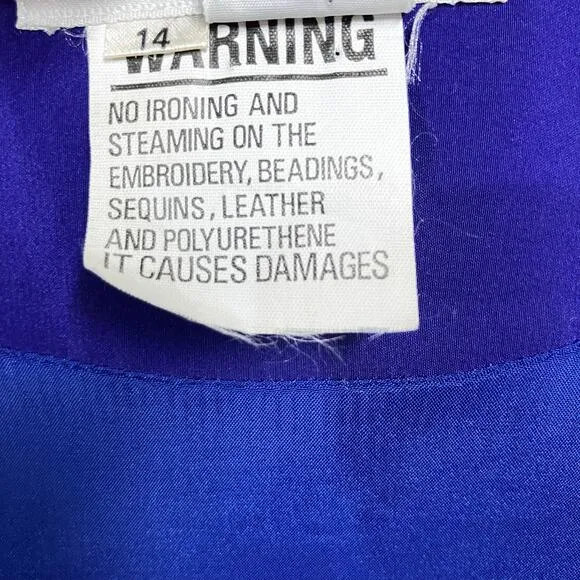 14
WARNING
NO IRONING AND
STEAMING ON THE
EMBROIDERY, BEADINGS,
SEQUINS, LEATHER
AND POLYURETHENE
IT CAUSES DAMAGES